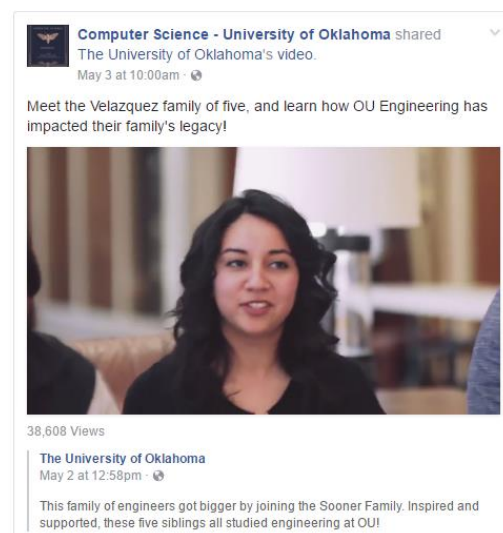 Computer Science - University of Oklahoma shared
The University of Oklahoma's video.
May 3 at 10:00am ·
Meet the Velazquez family of five, and learn how OU Engineering has
impacted their family's legacy!
38,608 Views
The University of Oklahoma
May 2 at 12:58pm ·
This family of engineers got bigger by joining the Sooner Family. Inspired and
supported, these five siblings all studied engineering at OU!